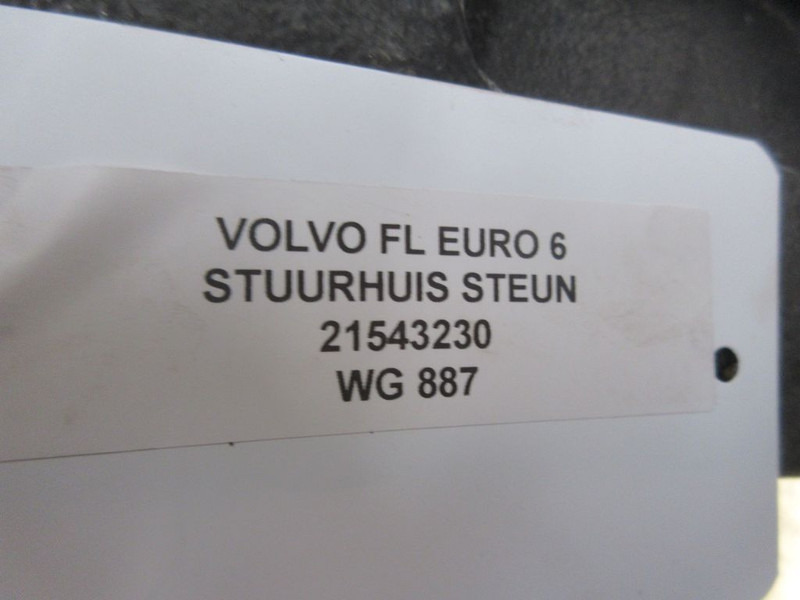 VOLVO FL EURO 6
STUURHUIS STEUN
21543230
WG 887